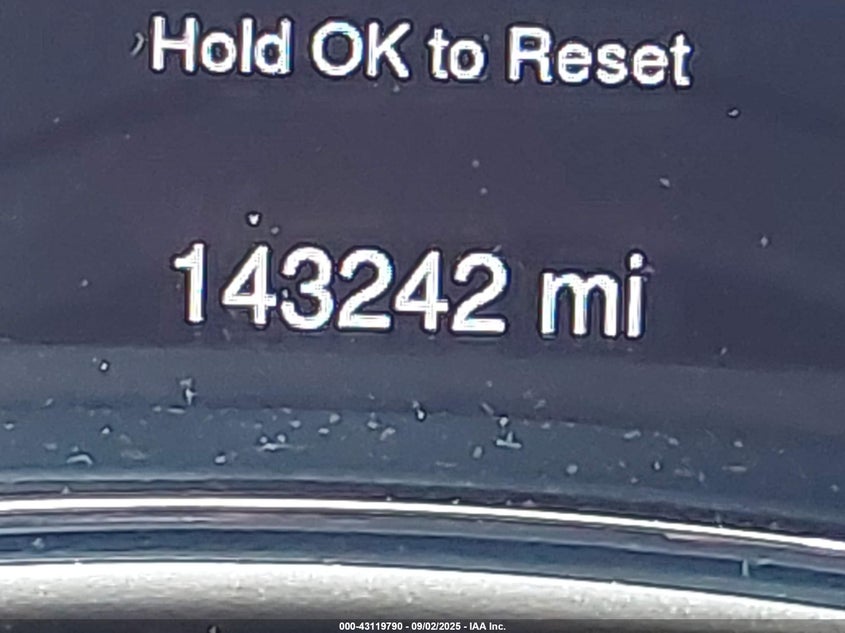 Hold OK to Reset
143242 mi
000-43119790 - 09/02/2025 - IAA Inc.